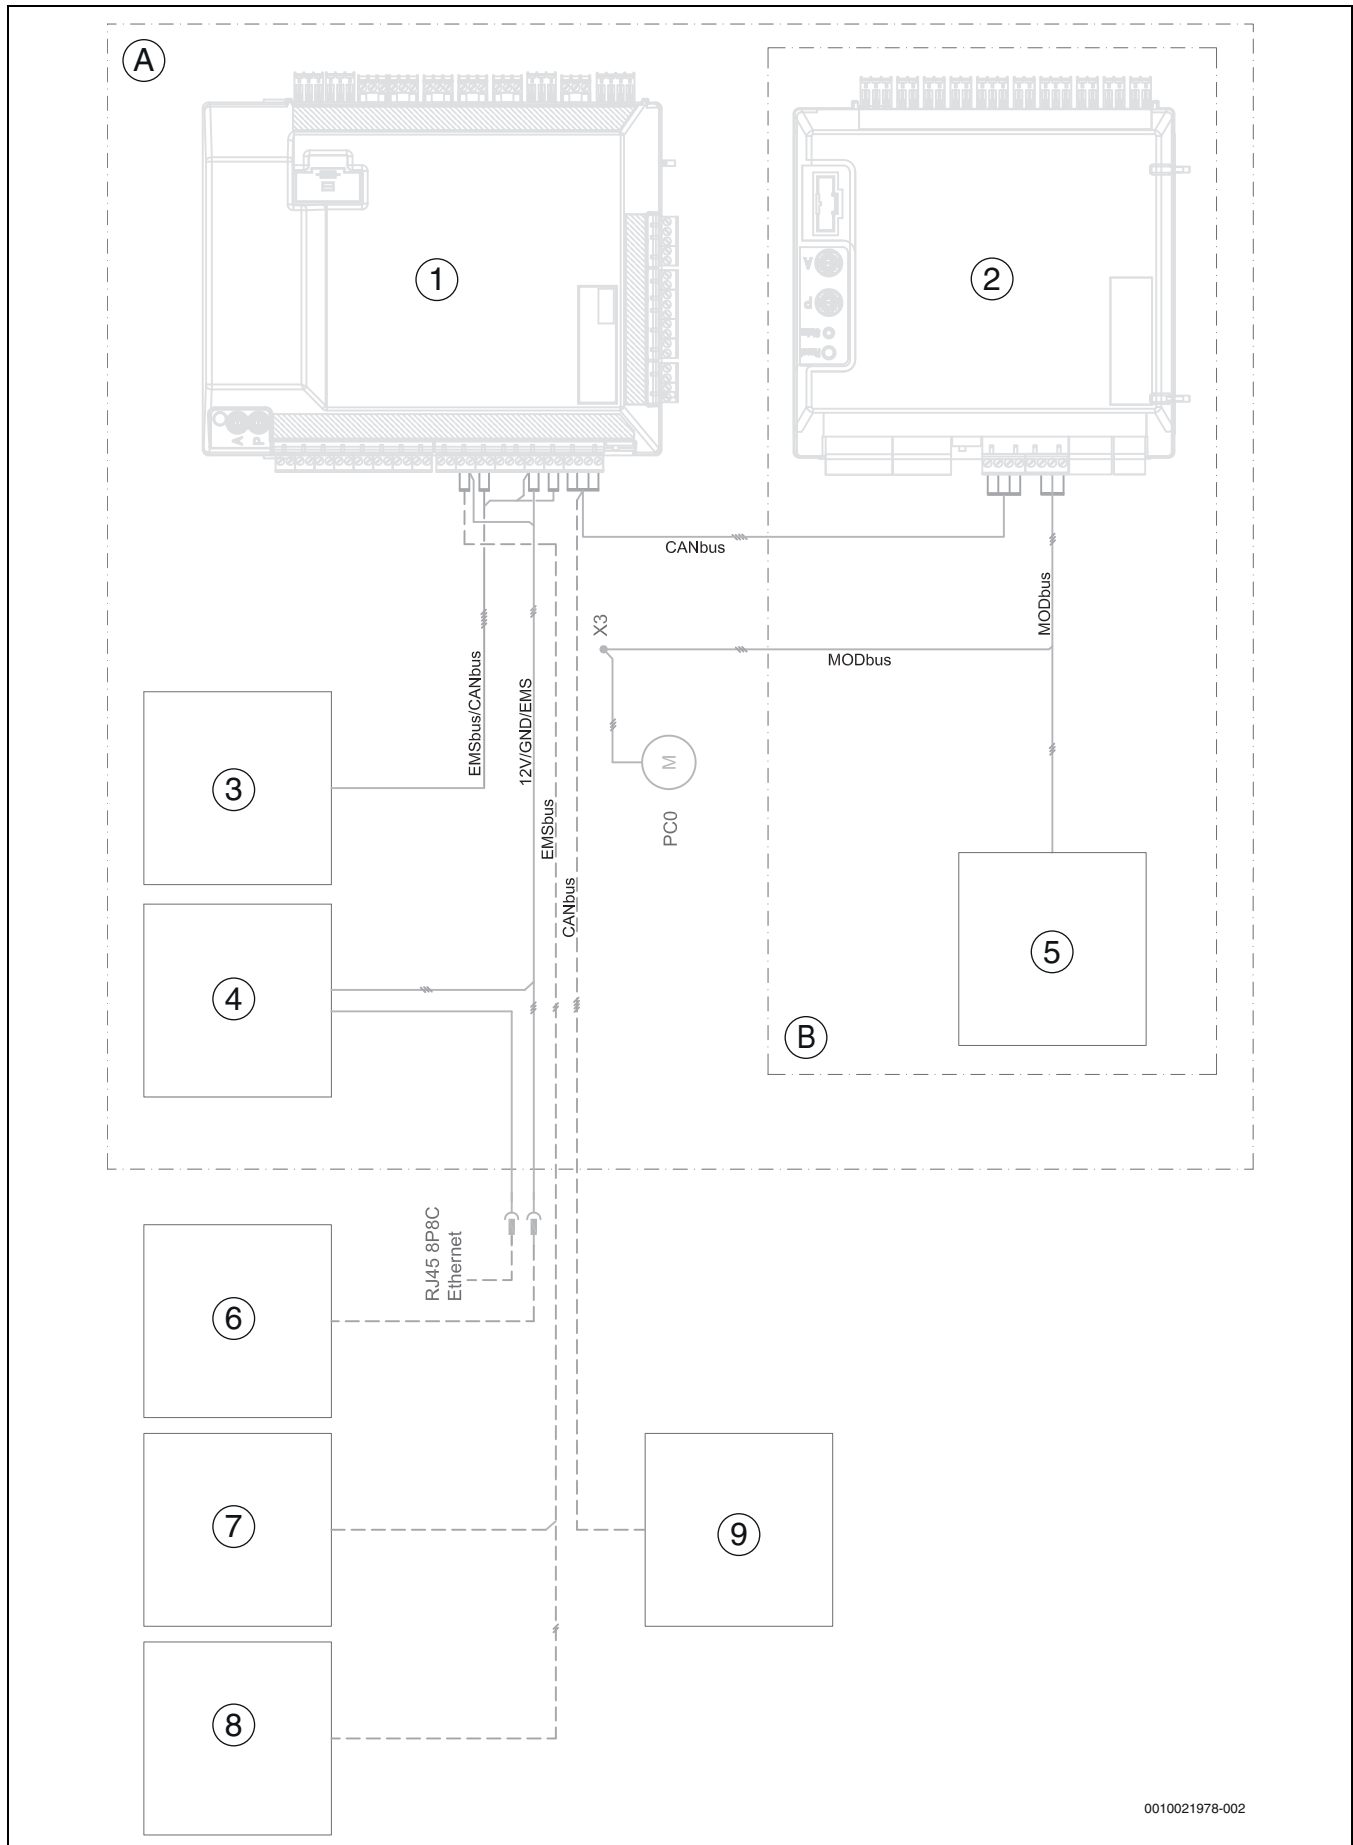 A
1
2
A
P
A
P
CANbus
MODbus
X3
MODbus
EMSbus/CANbus
12V/GND/EMS
M
PC0
EMSbus
CANbus
3
4
5
B
RJ45 8P8C
Ethernet
6
7
9
8
0010021978-002